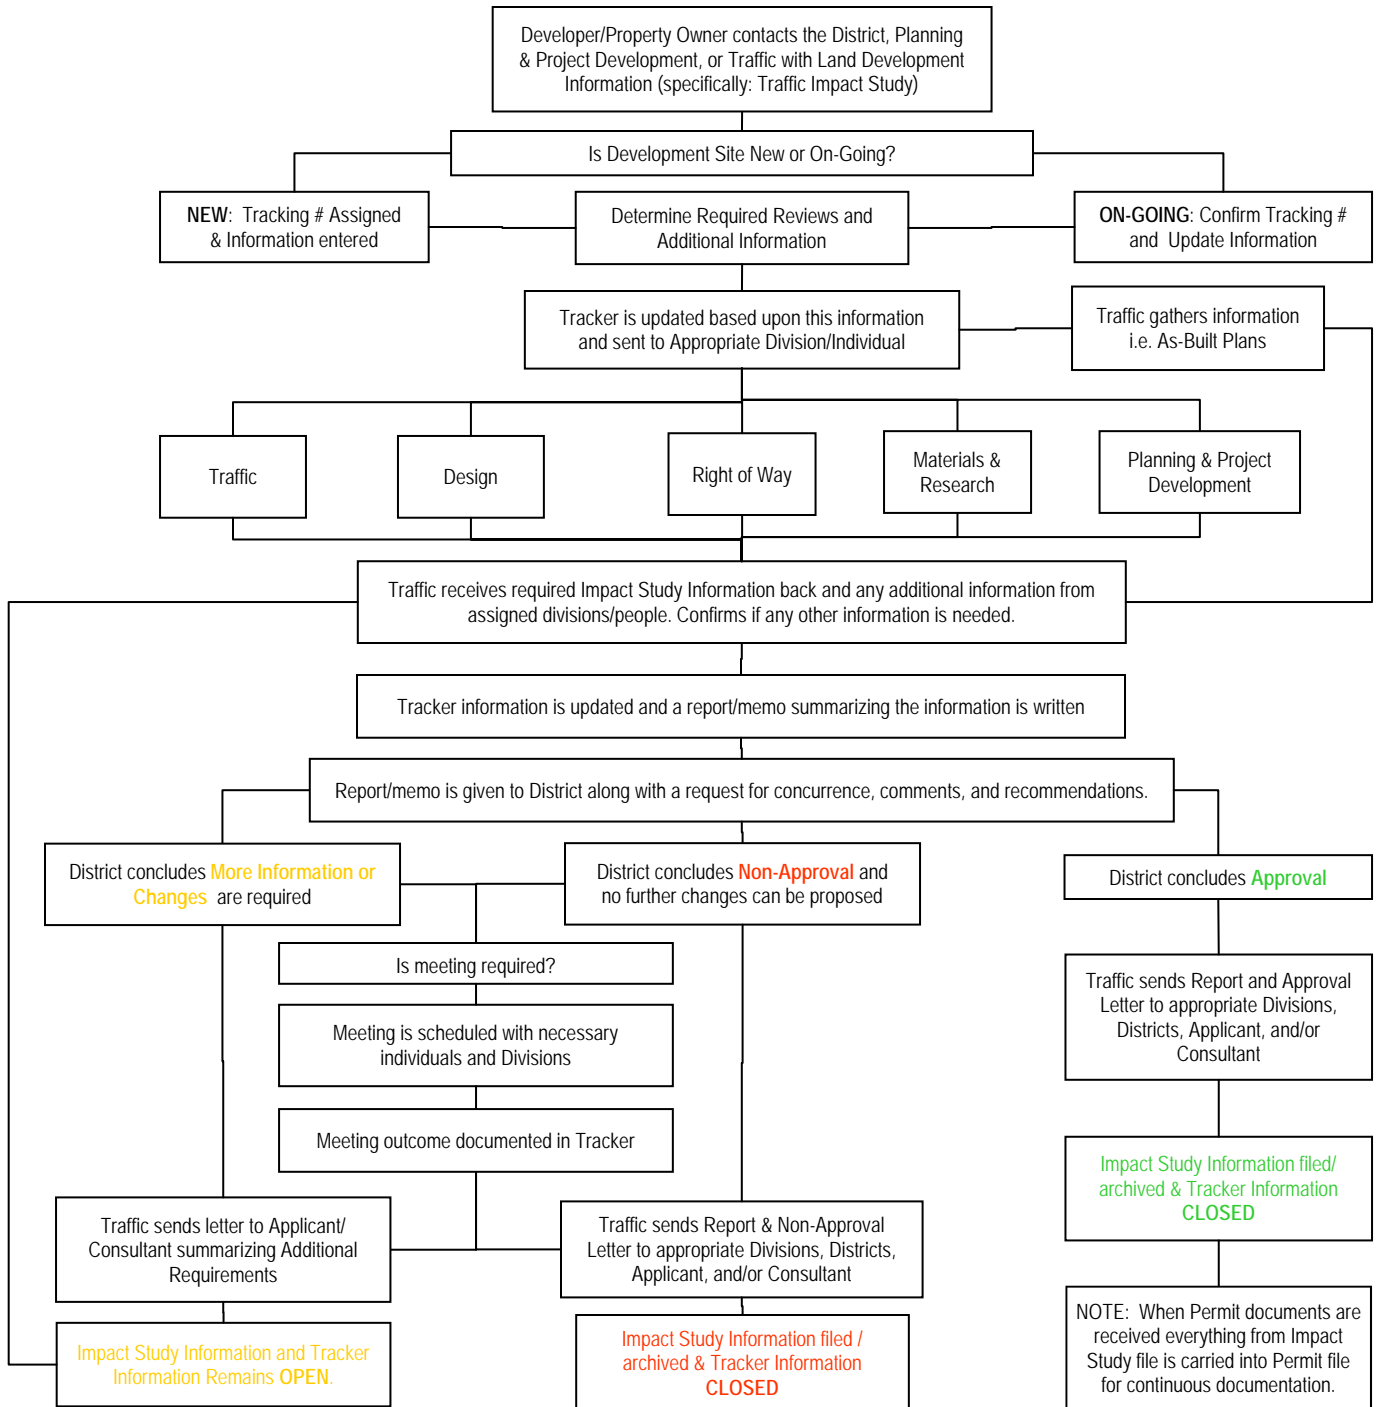 Developer/Property Owner contacts the District, Planning
& Project Development, or Traffic with Land Development
Information (specifically: Traffic Impact Study)
Is Development Site New or On-Going?
NEW:  Tracking # Assigned
& Information entered
Determine Required Reviews and
Additional Information
ON-GOING: Confirm Tracking #
and  Update Information
Tracker is updated based upon this information
and sent to Appropriate Division/Individual
Traffic gathers information
i.e. As-Built Plans
Traffic
Design
Right of Way
Materials &
Research
Planning & Project
Development
Traffic receives required Impact Study Information back and any additional information from
assigned divisions/people. Confirms if any other information is needed.
Tracker information is updated and a report/memo summarizing the information is written
Report/memo is given to District along with a request for concurrence, comments, and recommendations.
District concludes More Information or
Changes  are required
District concludes Non-Approval and
no further changes can be proposed
District concludes Approval
Is meeting required?
Meeting is scheduled with necessary
individuals and Divisions
Meeting outcome documented in Tracker
Traffic sends Report and Approval
Letter to appropriate Divisions,
Districts, Applicant, and/or
Consultant
Impact Study Information filed/
archived & Tracker Information
CLOSED
Traffic sends letter to Applicant/
Consultant summarizing Additional
Requirements
Traffic sends Report & Non-Approval
Letter to appropriate Divisions, Districts,
Applicant, and/or Consultant
Impact Study Information and Tracker
Information Remains OPEN.
Impact Study Information filed /
archived & Tracker Information
CLOSED
NOTE:  When Permit documents are
received everything from Impact
Study file is carried into Permit file
for continuous documentation.